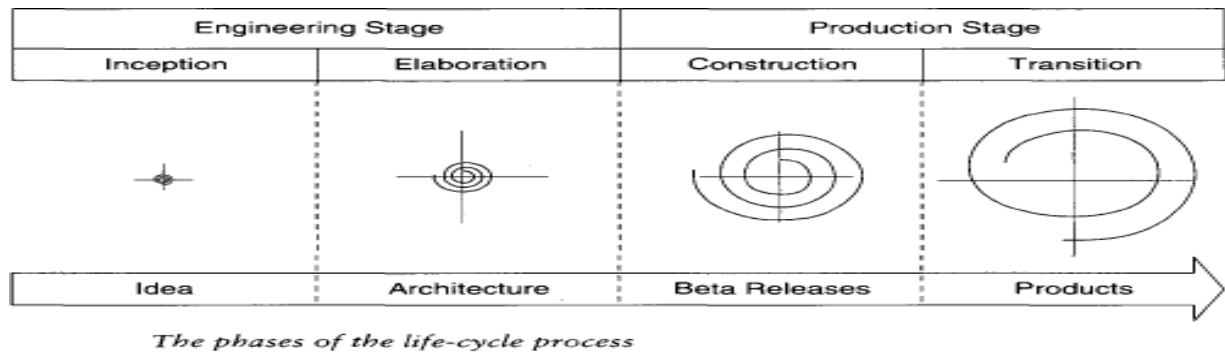 Engineering Stage Production Stage
Inception Elaboration Construction Transition
Idea Architecture Beta Releases Products
The phases of the life-cycle process